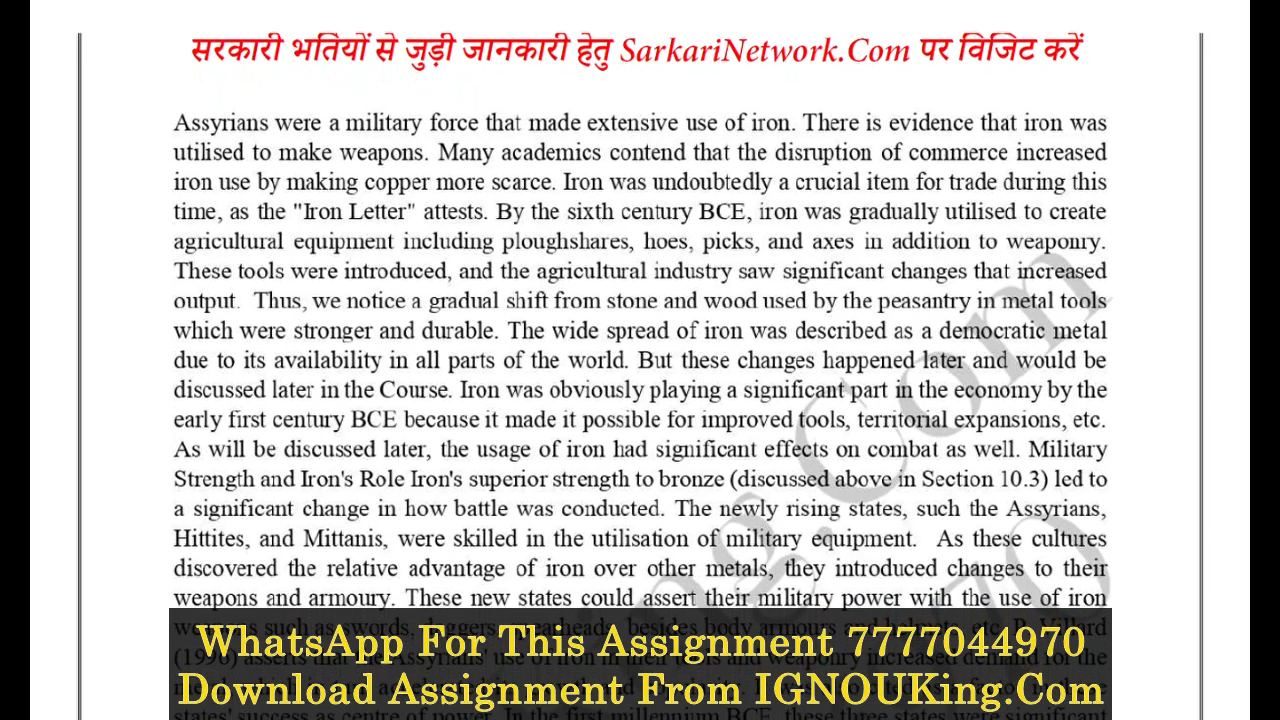 सरकारी भर्तियों से जुड़ी जानकारी हेतु SarkariNetwork.Com पर विजिट करें
Assyrians were a military force that made extensive use of iron. There is evidence that iron was
utilised to make weapons. Many academics contend that the disruption of commerce increased
iron use by making copper more scarce. Iron was undoubtedly a crucial item for trade during this
time, as the "Iron Letter" attests. By the sixth century BCE, iron was gradually utilised to create
agricultural equipment including ploughshares, hoes, picks, and axes in addition to weaponry.
These tools were introduced, and the agricultural industry saw significant changes that increased
output. Thus, we notice a gradual shift from stone and wood used by the peasantry in metal tools
which were stronger and durable. The wide spread of iron was described as a democratic metal
due to its availability in all parts of the world. But these changes happened later and would be
discussed later in the Course. Iron was obviously playing a significant part in the economy by the
early first century BCE because it made it possible for improved tools, territorial expansions, etc.
As will be discussed later, the usage of iron had significant effects on combat as well. Military
Strength and Iron's Role Iron's superior strength to bronze (discussed above in Section 10.3) led to
a significant change in how battle was conducted. The newly rising states, such the Assyrians,
Hittites, and Mittanis, were skilled in the utilisation of military equipment. As these cultures
discovered the relative advantage of iron over other metals, they introduced changes to their
weapons and armoury. These new states could assert their military power with the use of iron
WhatsApp For This Assignment 7777044970
Download Assignment From IGNOUKing.Com